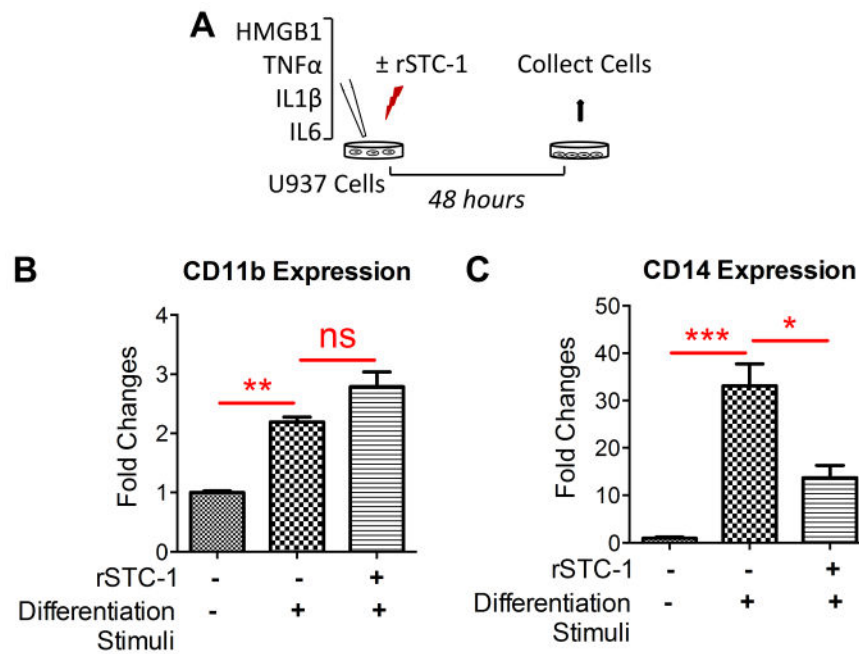 A
HMGB1
TNFα
IL1β
IL6
± rSTC-1
Collect Cells
U937 Cells
48 hours
B
CD11b Expression
Fold Changes
4
3
2
1
0
**
ns
rSTC-1 - - +
Differentiation Stimuli - + +
C
CD14 Expression
Fold Changes
50
40
30
20
10
0
***
*
rSTC-1 - - +
Differentiation Stimuli - + +